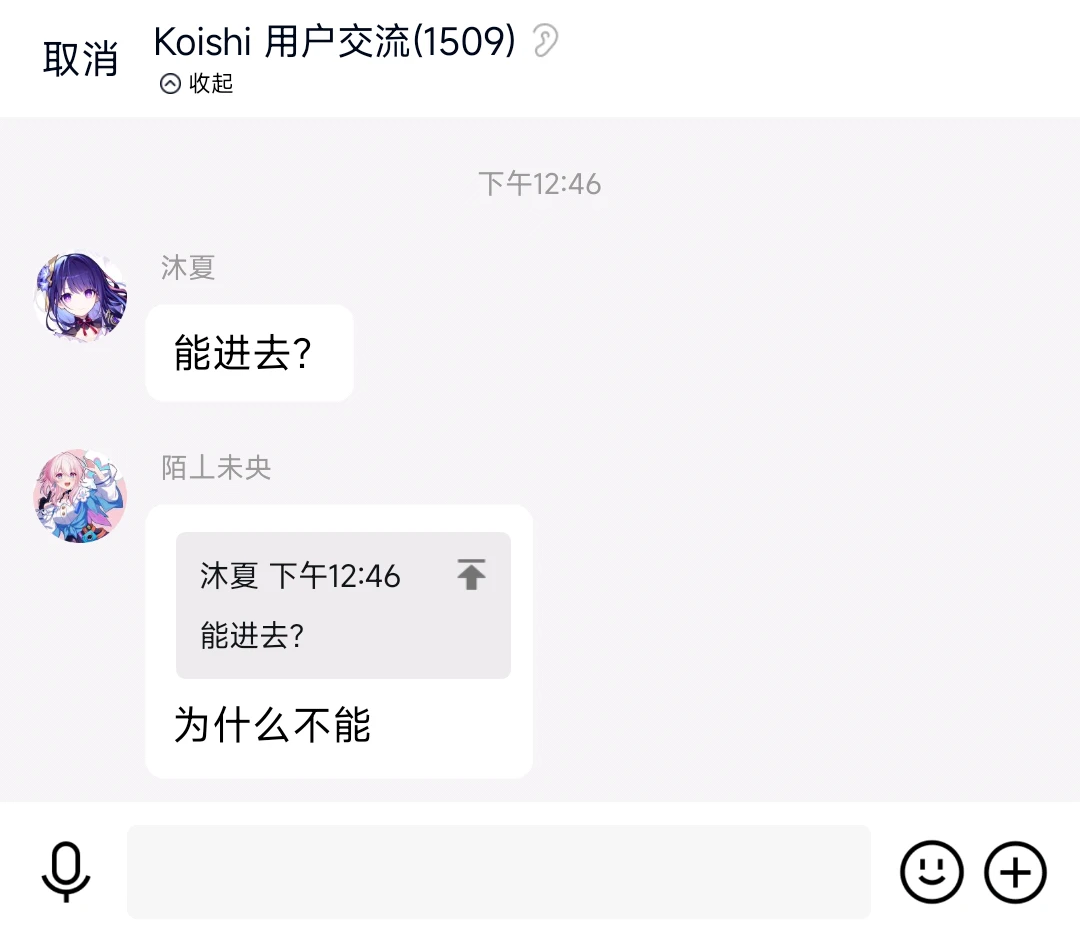 取消
Koishi 用户交流(1509)
收起
下午12:46
沐夏
能进去?
陌丄未央
沐夏 下午12:46
能进去?
为什么不能